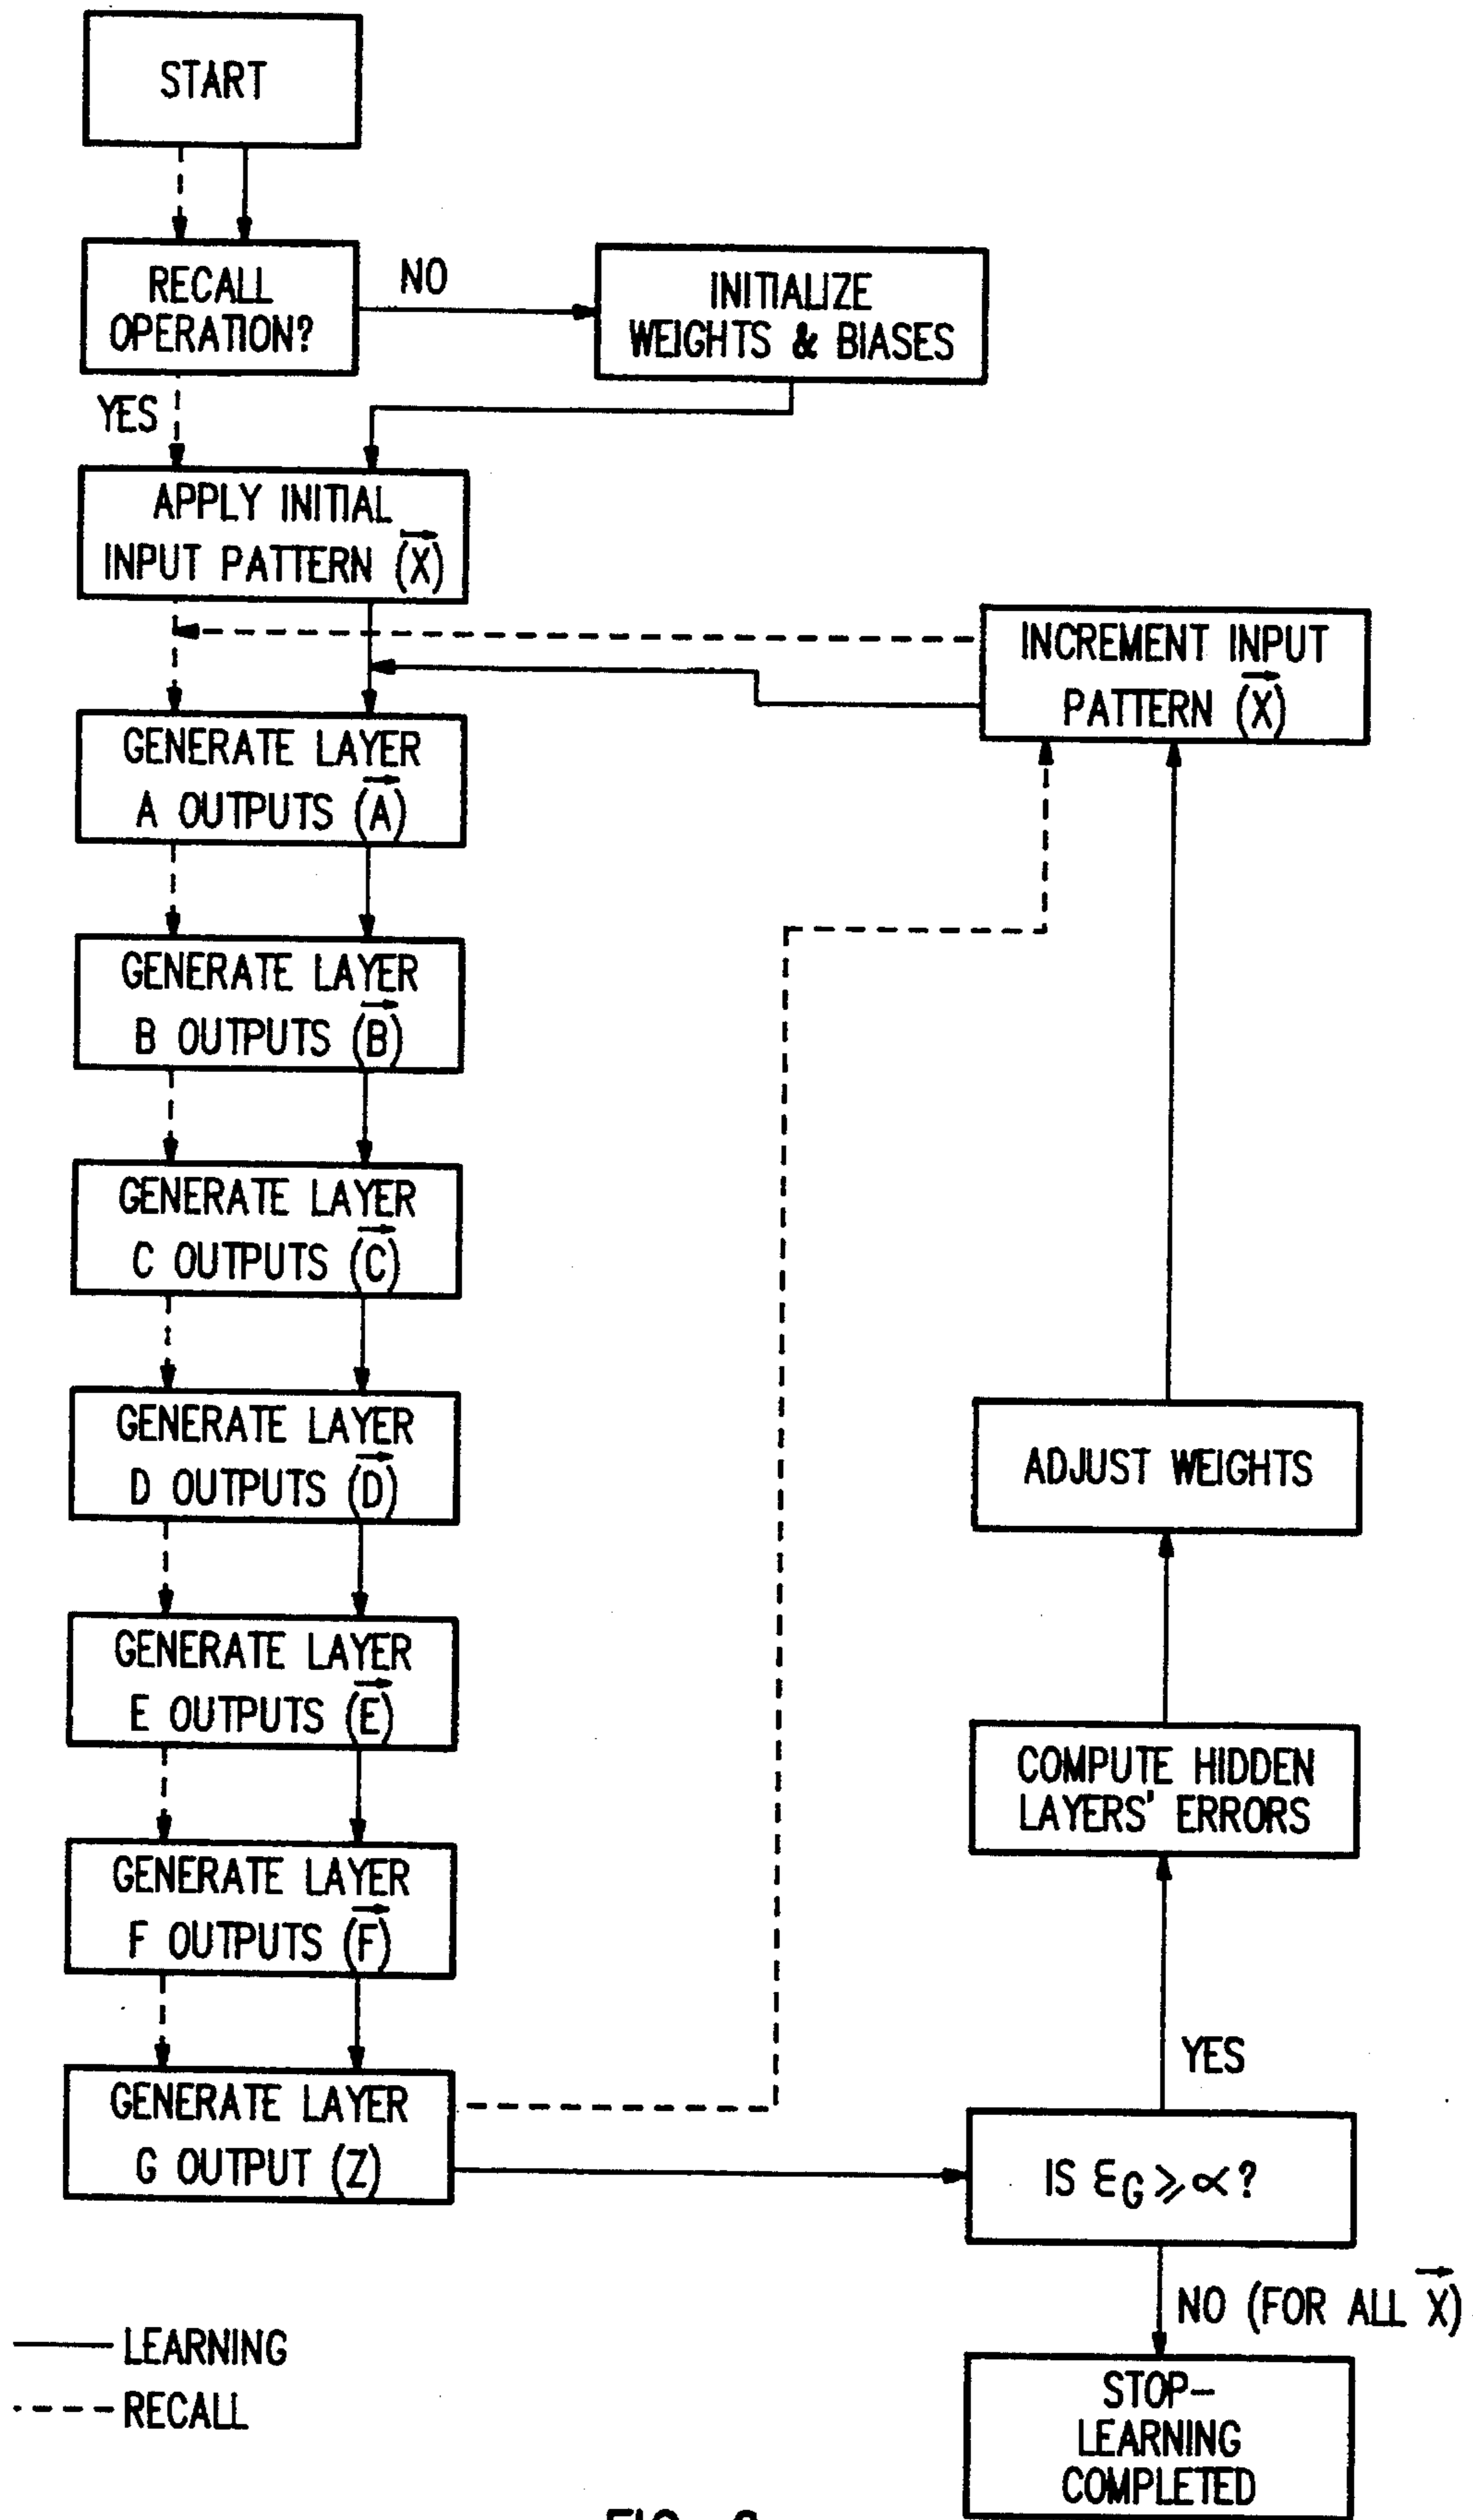 START
RECALL
OPERATION?
NO
INITIALIZE
WEIGHTS & BIASES
YES
APPLY INITIAL
INPUT PATTERN (X⃗)
INCREMENT INPUT
PATTERN (X⃗)
GENERATE LAYER
A OUTPUTS (A⃗)
GENERATE LAYER
B OUTPUTS (B⃗)
GENERATE LAYER
C OUTPUTS (C⃗)
GENERATE LAYER
D OUTPUTS (D⃗)
ADJUST WEIGHTS
GENERATE LAYER
E OUTPUTS (E⃗)
COMPUTE HIDDEN
LAYERS' ERRORS
GENERATE LAYER
F OUTPUTS (F⃗)
YES
GENERATE LAYER
G OUTPUT (Z)
IS ε_G ⩾ α ?
NO (FOR ALL X⃗)
LEARNING
RECALL
STOP-
LEARNING
COMPLETED